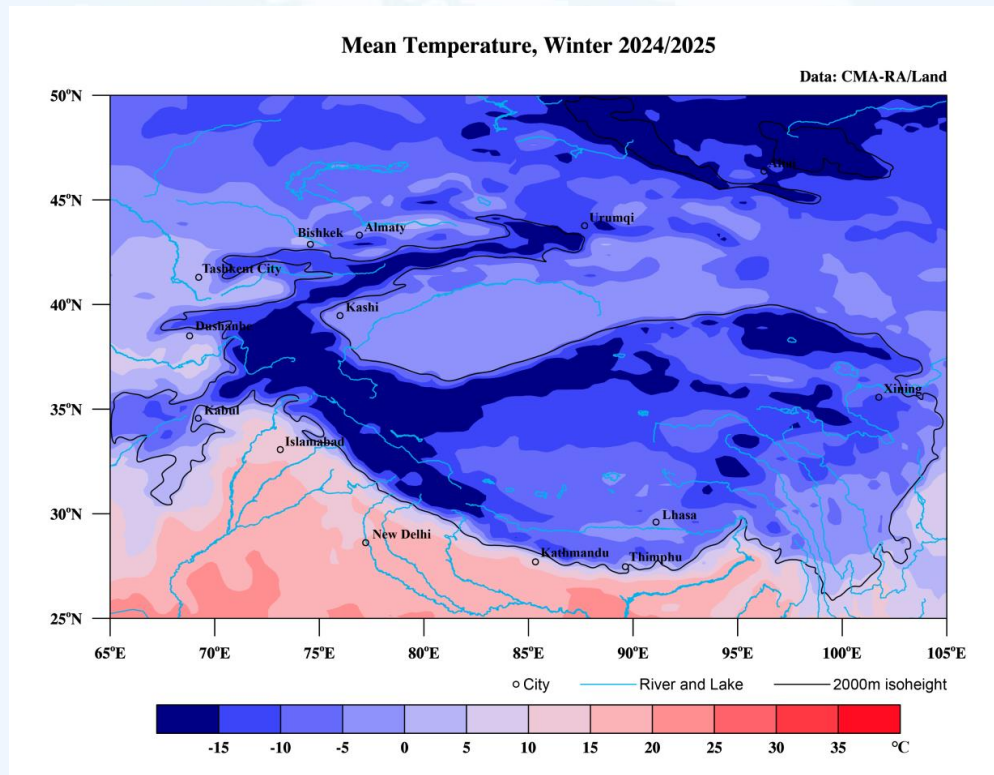 Mean Temperature, Winter 2024/2025
Data: CMA-RA/Land
50°N
45°N
40°N
35°N
30°N
25°N
Altai
Urumqi
Almaty
Bishkek
Tashkent City
Kashi
Dushanbe
Xining
Kabul
Islamabad
Lhasa
New Delhi
Kathmandu
Thimphu
65°E 70°E 75°E 80°E 85°E 90°E 95°E 100°E 105°E
City River and Lake 2000m isoheight
-15 -10 -5 0 5 10 15 20 25 30 35 °C